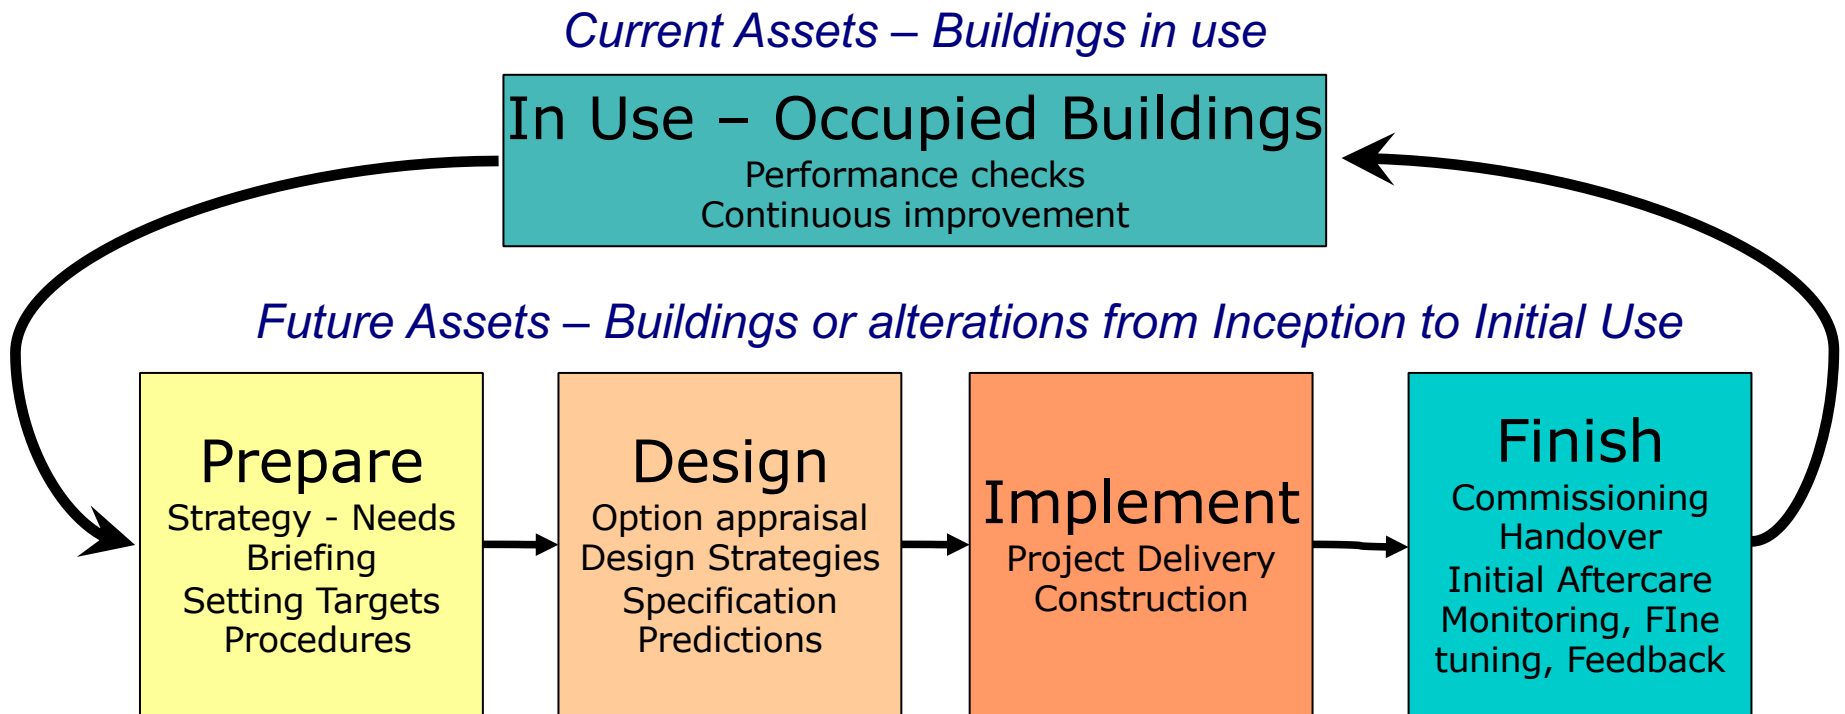 Current Assets – Buildings in use
In Use – Occupied Buildings
Performance checks
Continuous improvement
Future Assets – Buildings or alterations from Inception to Initial Use
Prepare
Strategy - Needs
Briefing
Setting Targets
Procedures
Design
Option appraisal
Design Strategies
Specification
Predictions
Implement
Project Delivery
Construction
Finish
Commissioning
Handover
Initial Aftercare
Monitoring, FIne
tuning, Feedback